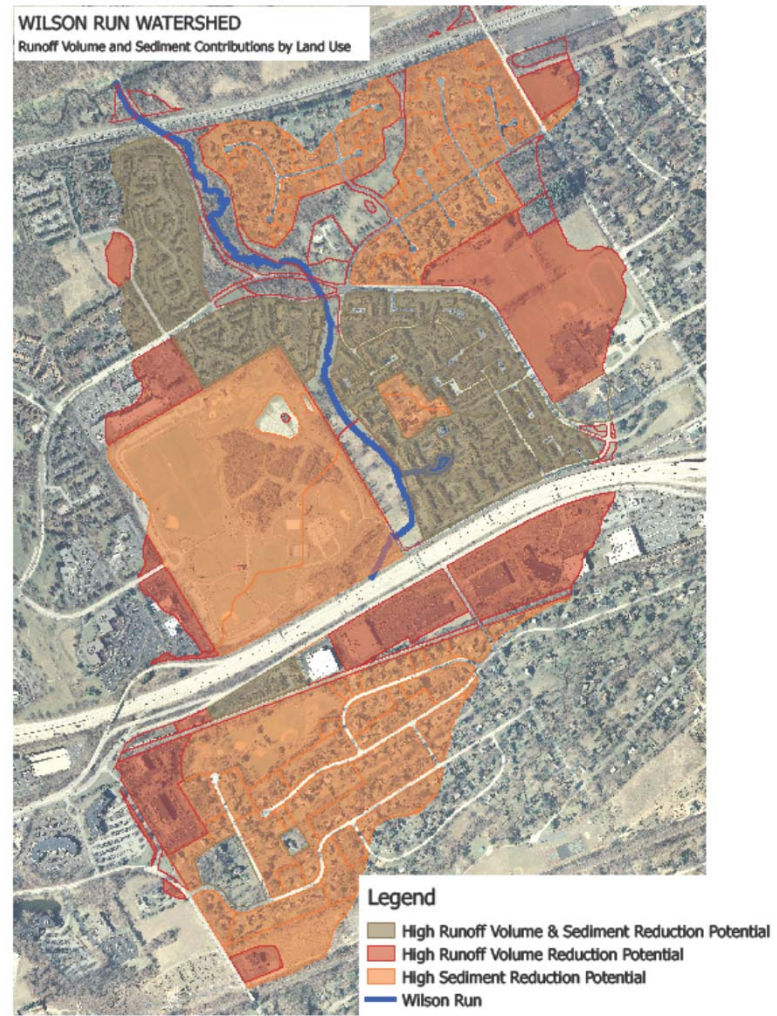 WILSON RUN WATERSHED
Runoff Volume and Sediment Contributions by Land Use
Legend
High Runoff Volume & Sediment Reduction Potential
High Runoff Volume Reduction Potential
High Sediment Reduction Potential
Wilson Run